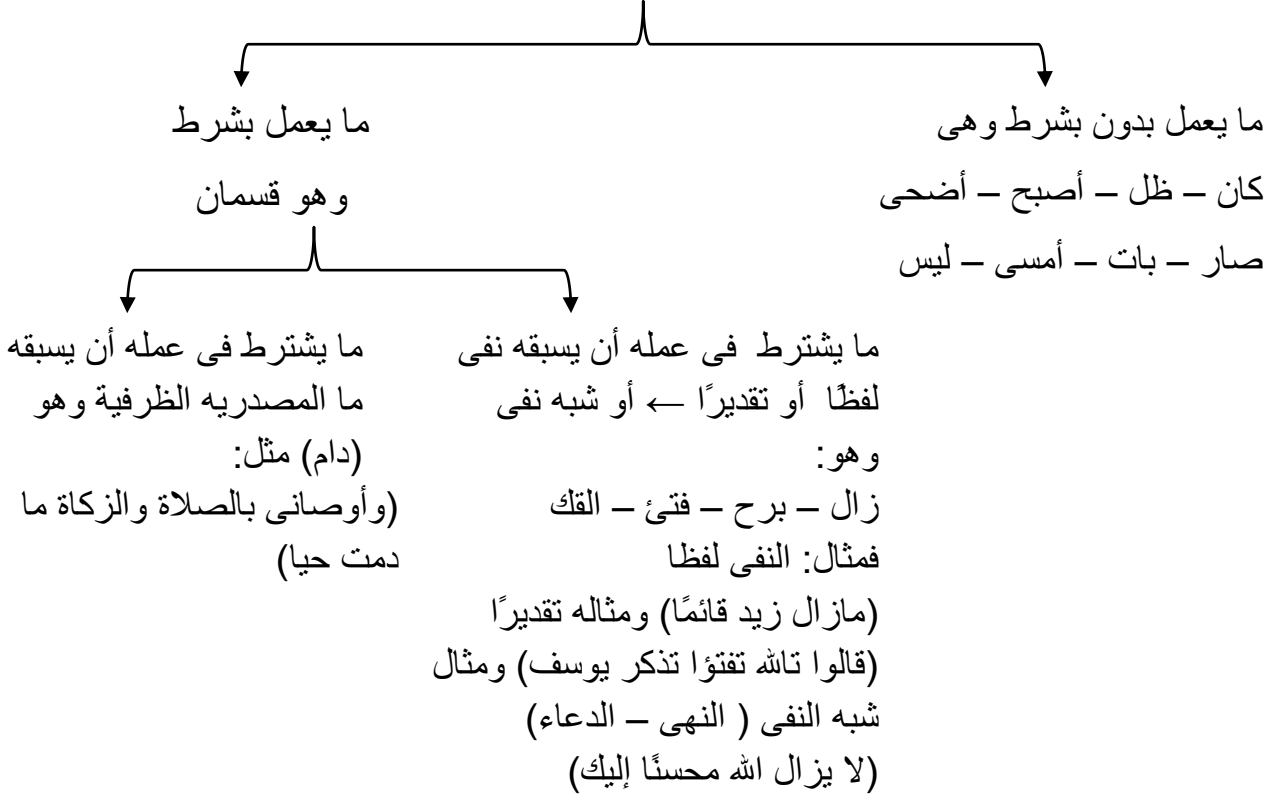 ما يعمل بدون بشرط وهى
كان – ظل – أصبح – أضحى
صار – بات – أمسى – ليس
ما يعمل بشرط
وهو قسمان
ما يشترط فى عمله أن يسبقه نفى
لفظًا أو تقديرًا ← أو شبه نفى
وهو:
زال – برح – فتئ – القك
فمثال: النفى لفظا
(مازال زيد قائمًا) ومثاله تقديرًا
(قالوا تالله تفتؤا تذكر يوسف) ومثال
شبه النفى ( النهى – الدعاء)
(لا يزال الله محسنًا إليك)
ما يشترط فى عمله أن يسبقه
ما المصدريه الظرفية وهو
(دام) مثل:
(وأوصانى بالصلاة والزكاة ما
دمت حيا)